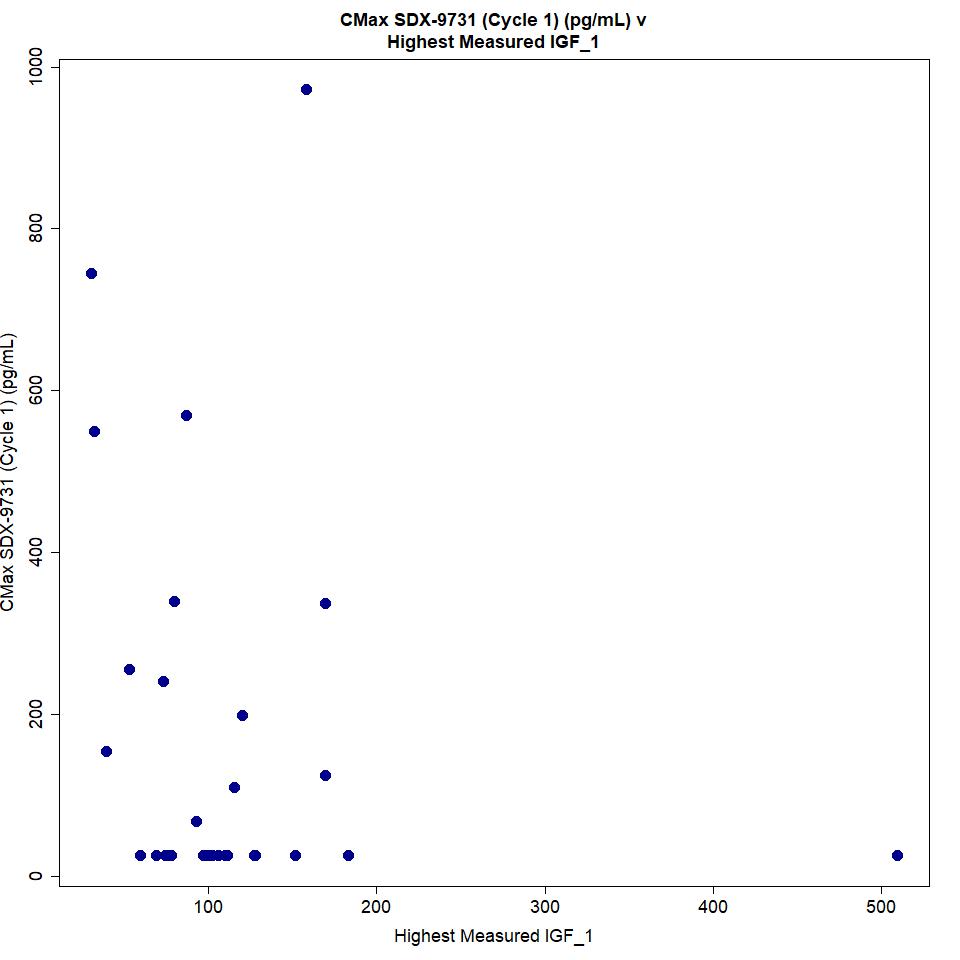 CMax SDX-9731 (Cycle 1) (pg/mL) v
Highest Measured IGF_1
1000
800
600
400
200
0
CMax SDX-9731 (Cycle 1) (pg/mL)
100 200 300 400 500
Highest Measured IGF_1